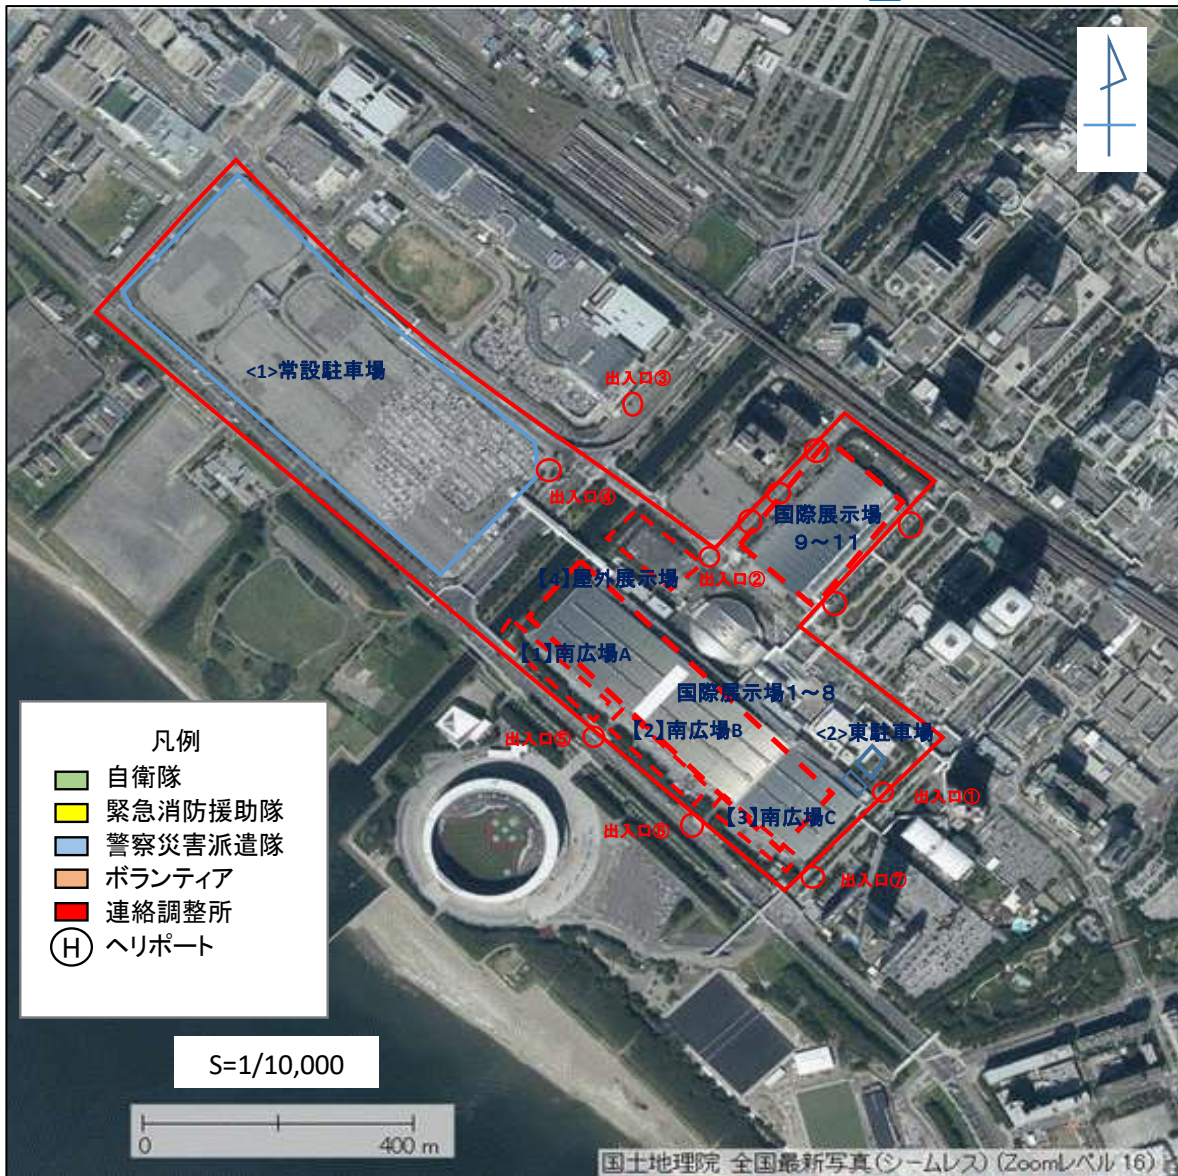 <1>常設駐車場
出入口③
出入口④
国際展示場
9～11
【4】屋外展示場
出入口②
【1】南広場A
国際展示場1～8
【2】南広場B
<2>東駐車場
出入口⑤
出入口①
【3】南広場C
出入口⑥
出入口⑦
凡例
自衛隊
緊急消防援助隊
警察災害派遣隊
ボランティア
連絡調整所
H ヘリポート
S=1/10,000
0 400 m
国土地理院 全国最新写真(シームレス) (ZoomLベル 16)